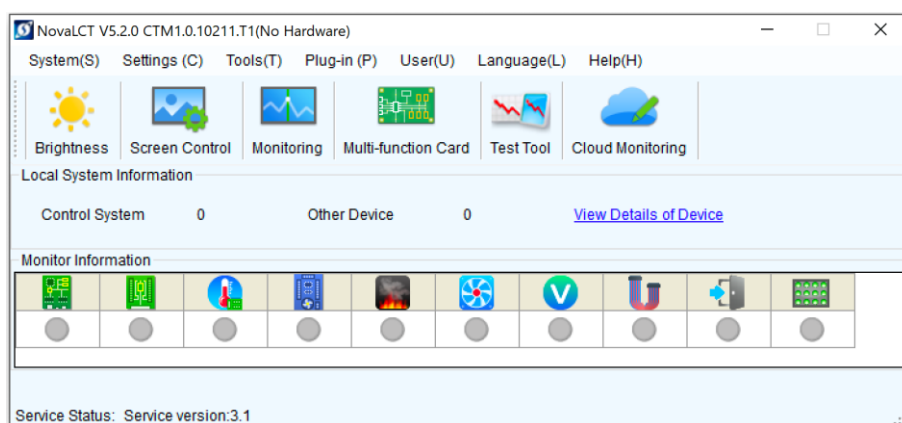 NovaLCT V5.2.0 CTM1.0.10211.T1(No Hardware)
System(S) Settings (C) Tools(T) Plug-in (P) User(U) Language(L) Help(H)
Brightness Screen Control Monitoring Multi-function Card Test Tool Cloud Monitoring
Local System Information
Control System 0 Other Device 0 View Details of Device
Monitor Information
V
Service Status: Service version:3.1